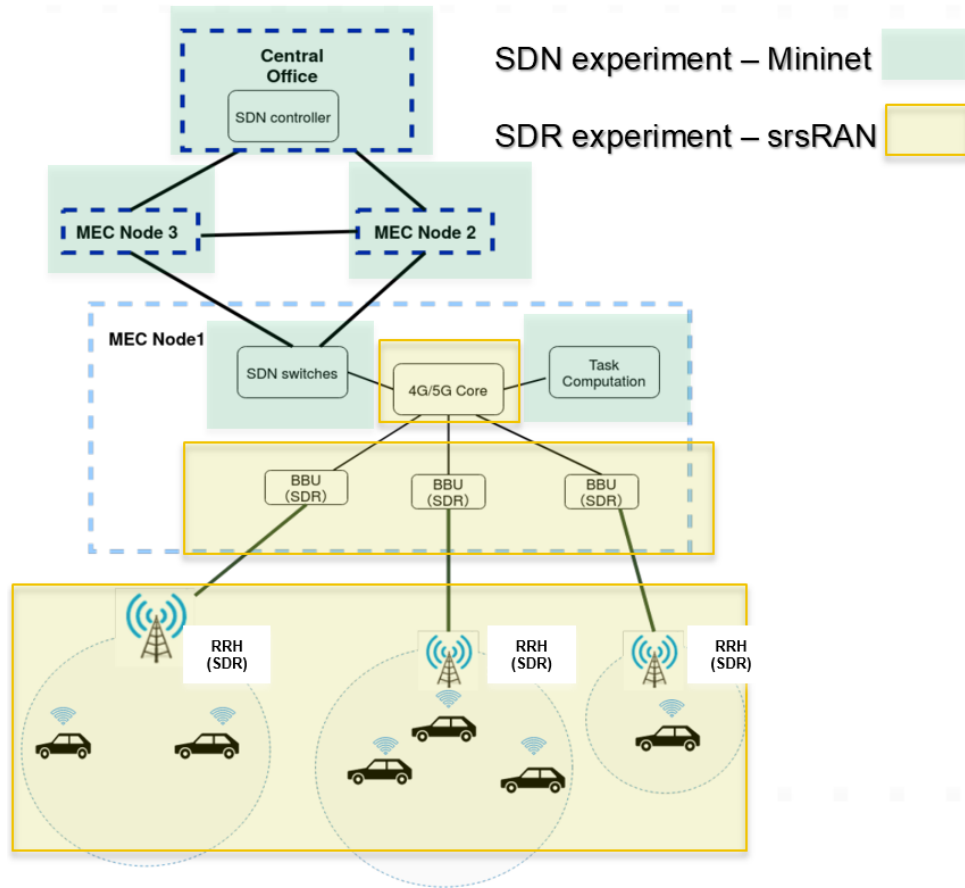 SDN experiment – Mininet
SDR experiment – srsRAN
Central
Office
SDN controller
MEC Node 3
MEC Node 2
MEC Node1
SDN switches
4G/5G Core
Task
Computation
BBU
(SDR)
BBU
(SDR)
BBU
(SDR)
RRH
(SDR)
RRH
(SDR)
RRH
(SDR)